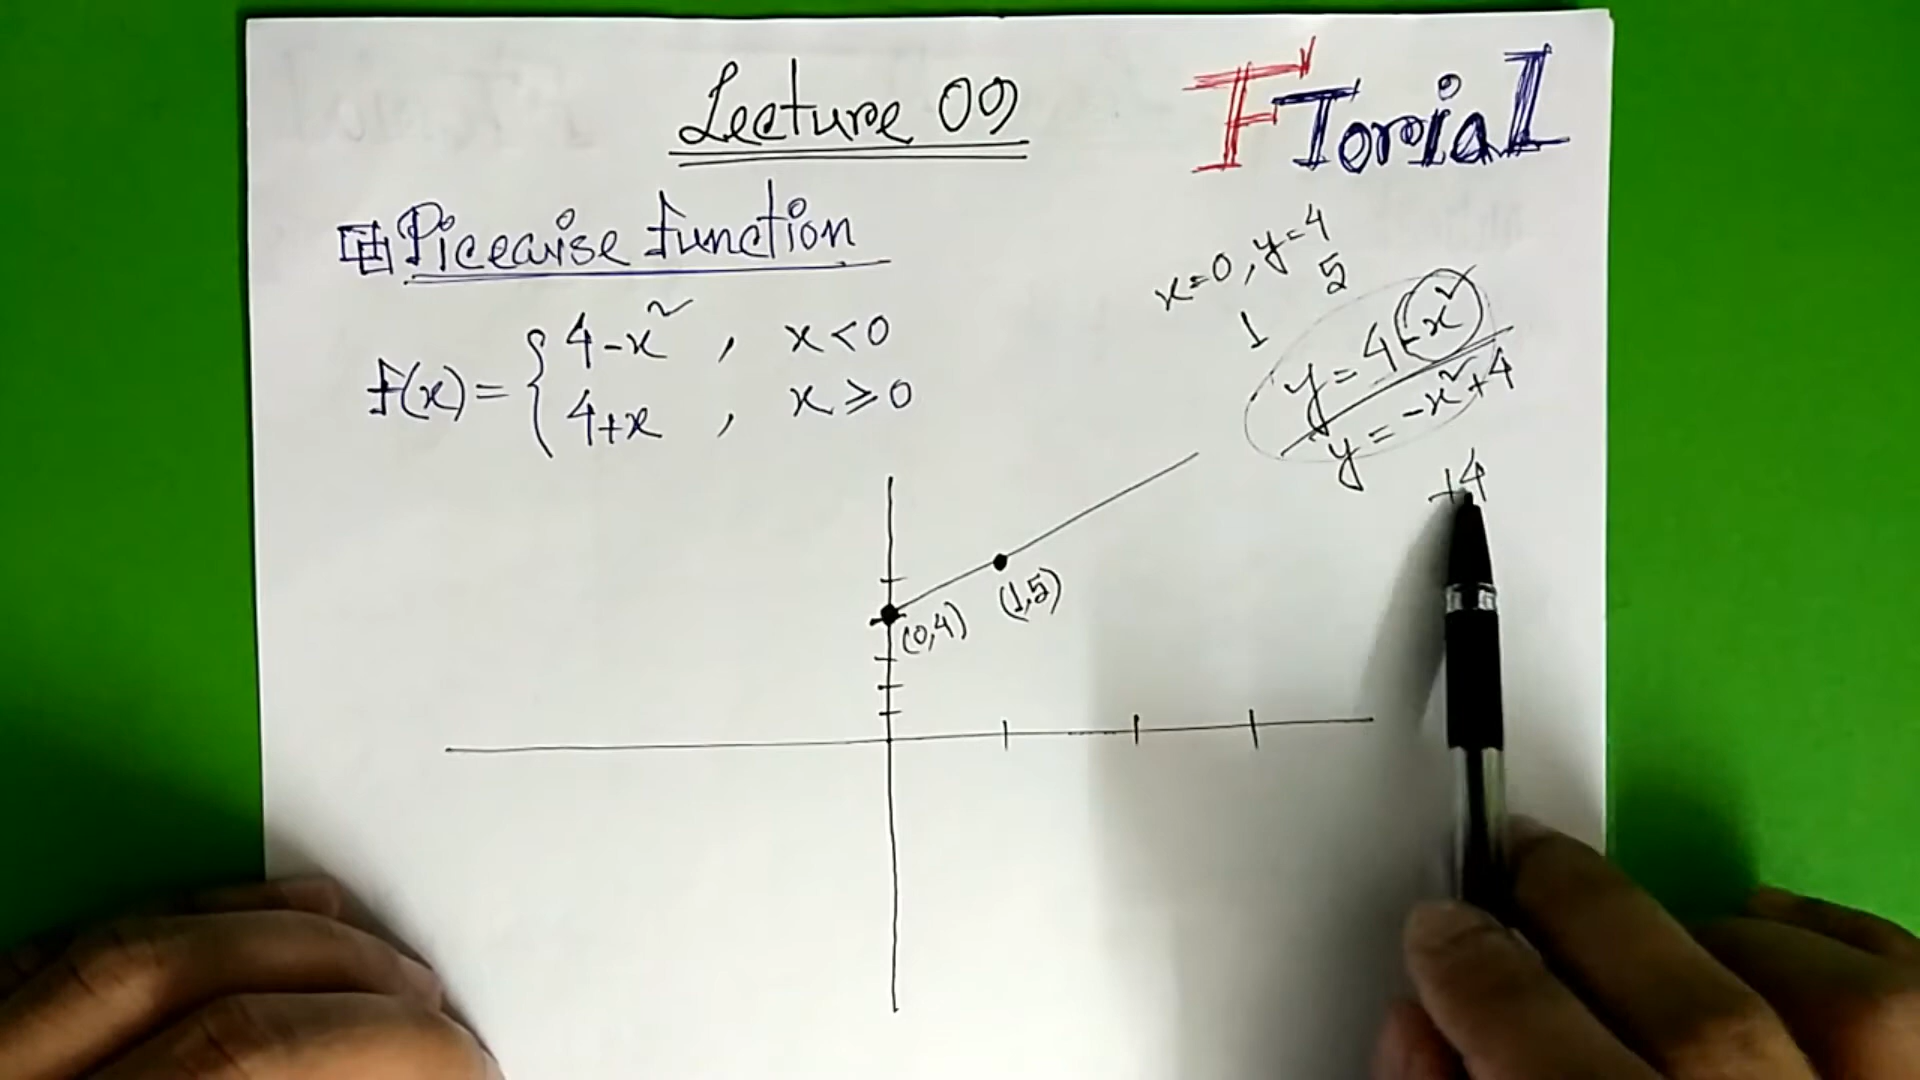 Lecture 09
FTorial
Picewise Function
f(x) = { 4-x² , x<0
4+x , x ⩾ 0
x=0, y=4
1 5
y = 4-x²
y = -x²+4
+4
(0,4)
(1,5)